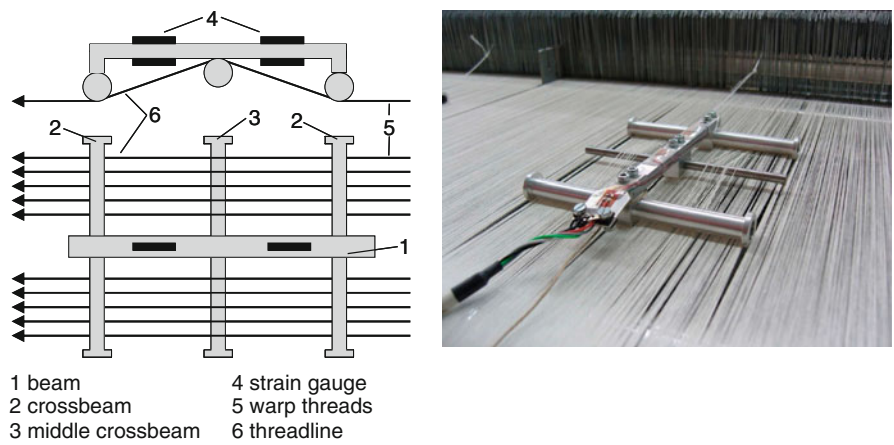 4
6
5
2
3
2
1
1 beam
2 crossbeam
3 middle crossbeam
4 strain gauge
5 warp threads
6 threadline